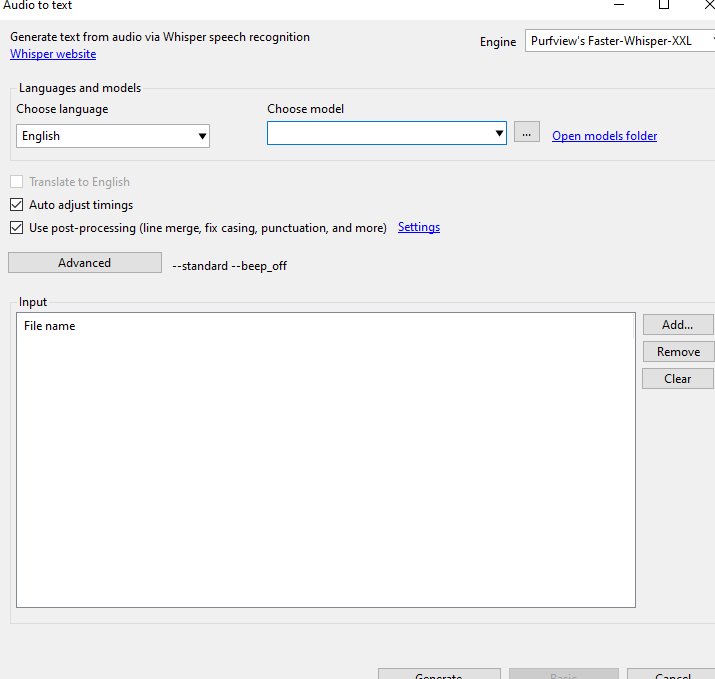 Audio to text
Generate text from audio via Whisper speech recognition
Whisper website
Engine
Purfview's Faster-Whisper-XXL
Languages and models
Choose language
Choose model
English
...
Open models folder
Translate to English
Auto adjust timings
Use post-processing (line merge, fix casing, punctuation, and more)
Settings
Advanced
--standard --beep_off
Input
File name
Add...
Remove
Clear
Generate
Basic
Cancel